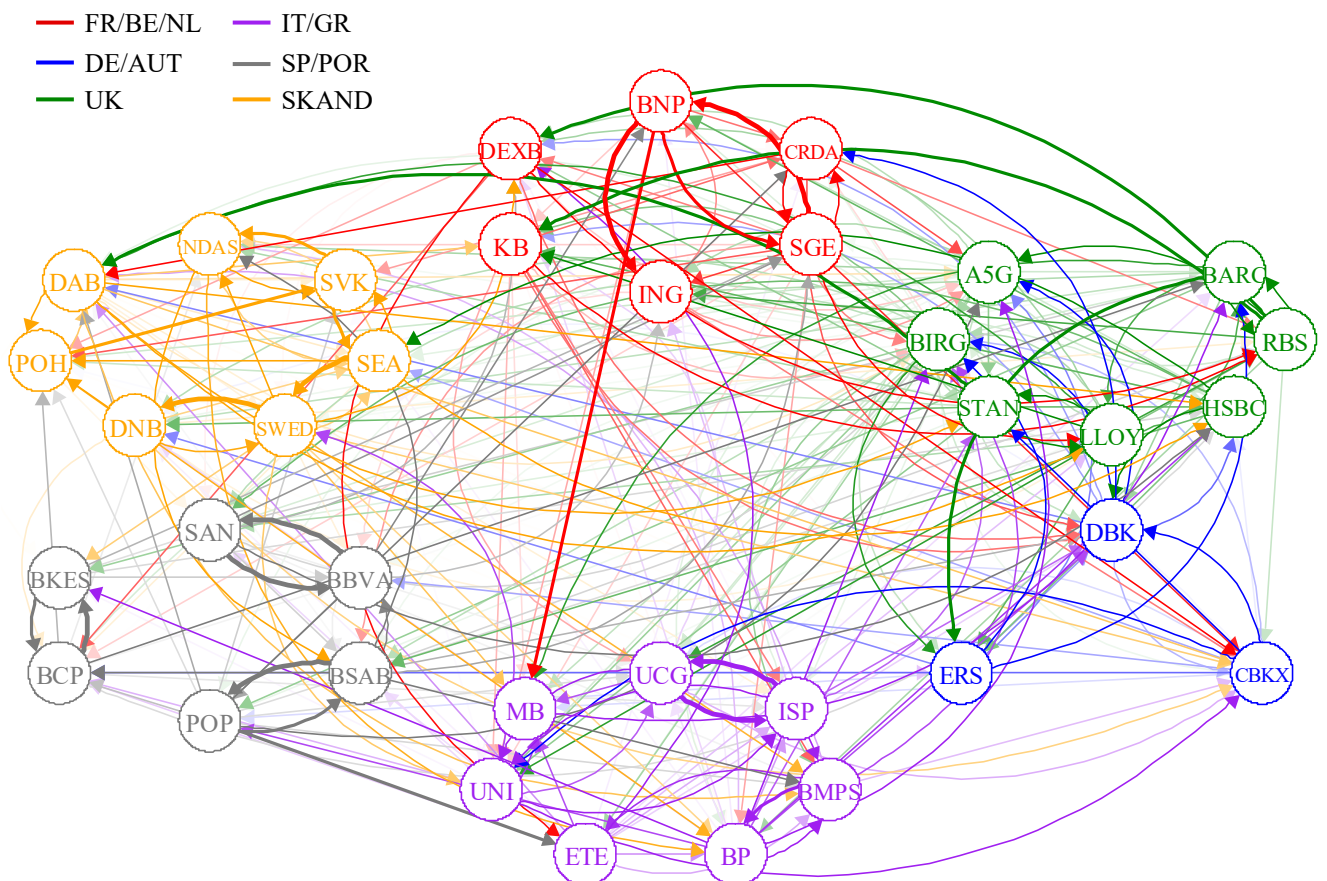 FR/BE/NL IT/GR
DE/AUT SP/POR
UK SKAND
BNP
DEXB CRDA
NDAS KB SGE
DAB SVK ING A5G BARC
POH SEA BIRG RBS
DNB SWED STAN LLOY HSBC
SAN DBK
BKES BBVA
BCP BSAB UCG ERS CBKX
POP MB ISP
UNI BMPS
ETE BP